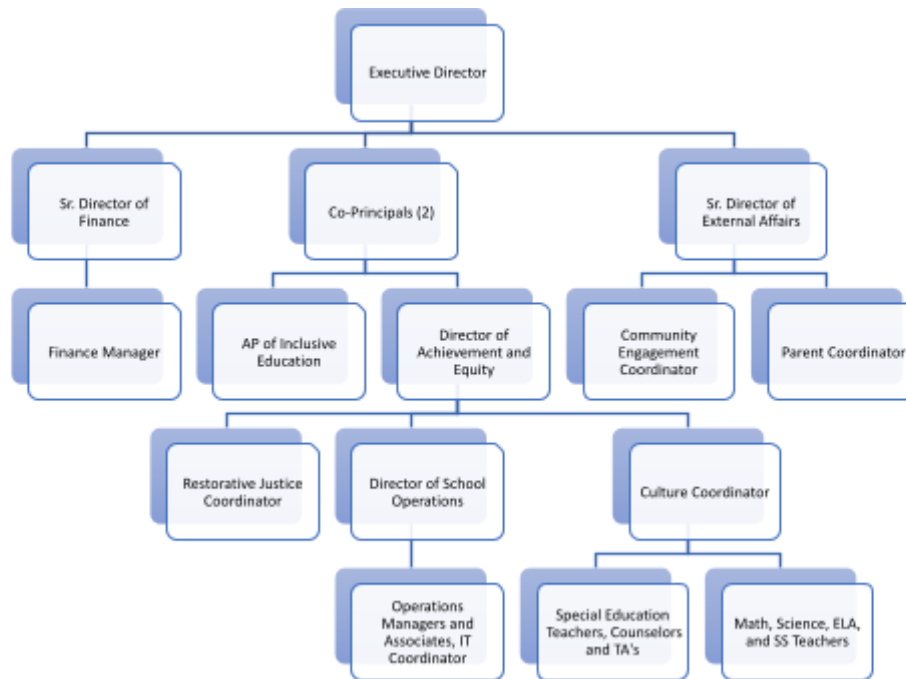 Executive Director
Sr. Director of
Finance
Co-Principals (2)
Sr. Director of
External Affairs
Finance Manager
AP of Inclusive
Education
Director of
Achievement and
Equity
Community
Engagement
Coordinator
Parent Coordinator
Restorative Justice
Coordinator
Director of School
Operations
Culture Coordinator
Operations
Managers and
Associates, IT
Coordinator
Special Education
Teachers, Counselors
and TA's
Math, Science, ELA,
and SS Teachers